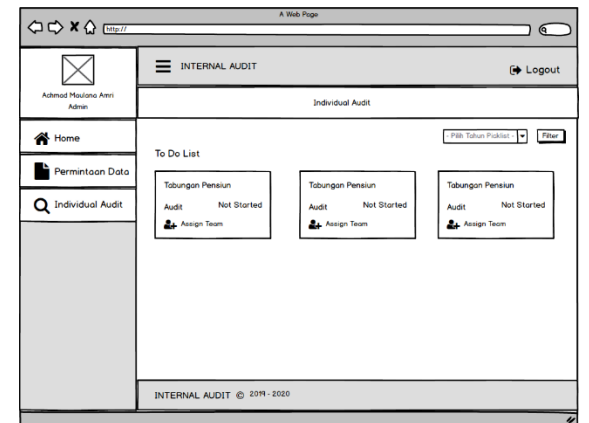 A Web Page
http://
INTERNAL AUDIT
Logout
Achmad Maulana Amri
Admin
Individual Audit
Home
Permintaan Data
Individual Audit
- Pilih Tahun Picklist -
Filter
To Do List
Tabungan Pensiun
Audit Not Started
Assign Team
Tabungan Pensiun
Audit Not Started
Assign Team
Tabungan Pensiun
Audit Not Started
Assign Team
INTERNAL AUDIT © 2019 - 2020